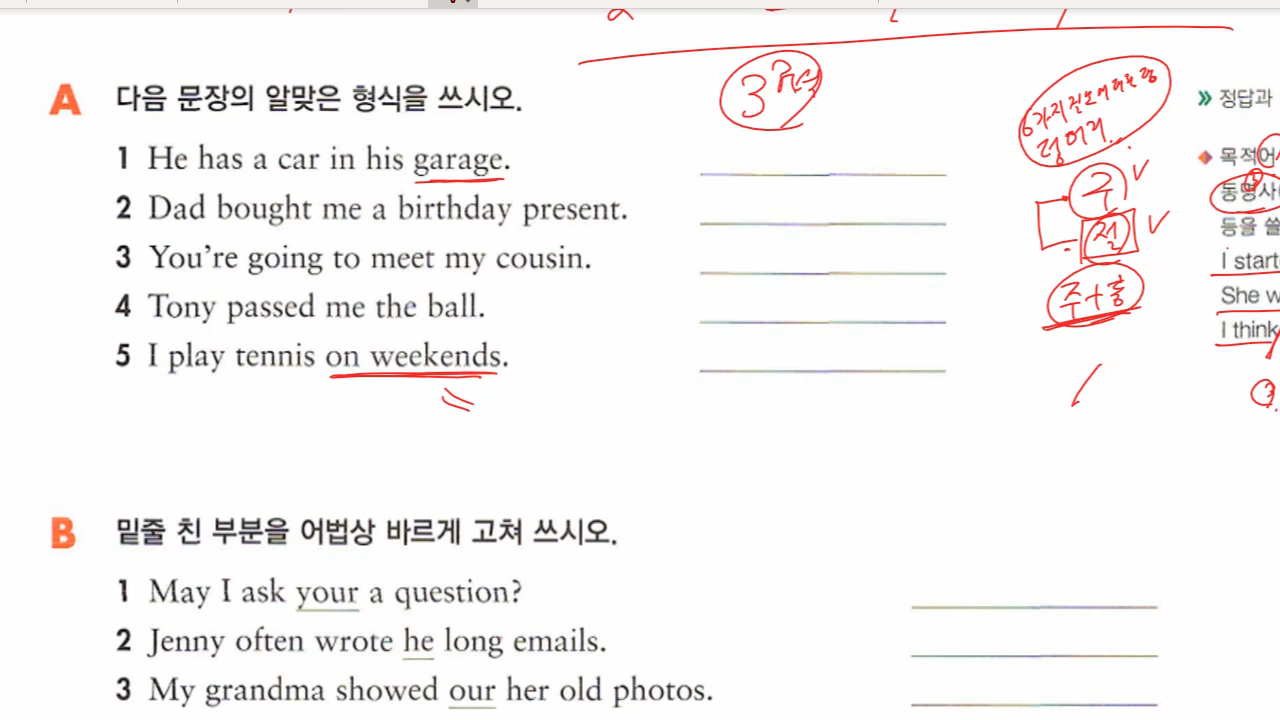 A 다음 문장의 알맞은 형식을 쓰시오.
3
정답과
1 He has a car in his garage.
목적어
2 Dad bought me a birthday present.
주
동명사
3 You're going to meet my cousin.
절
등을 쓸
I start
4 Tony passed me the ball.
She w
I think
5 I play tennis on weekends.
B 밑줄 친 부분을 어법상 바르게 고쳐 쓰시오.
1 May I ask your a question?
2 Jenny often wrote he long emails.
3 My grandma showed our her old photos.